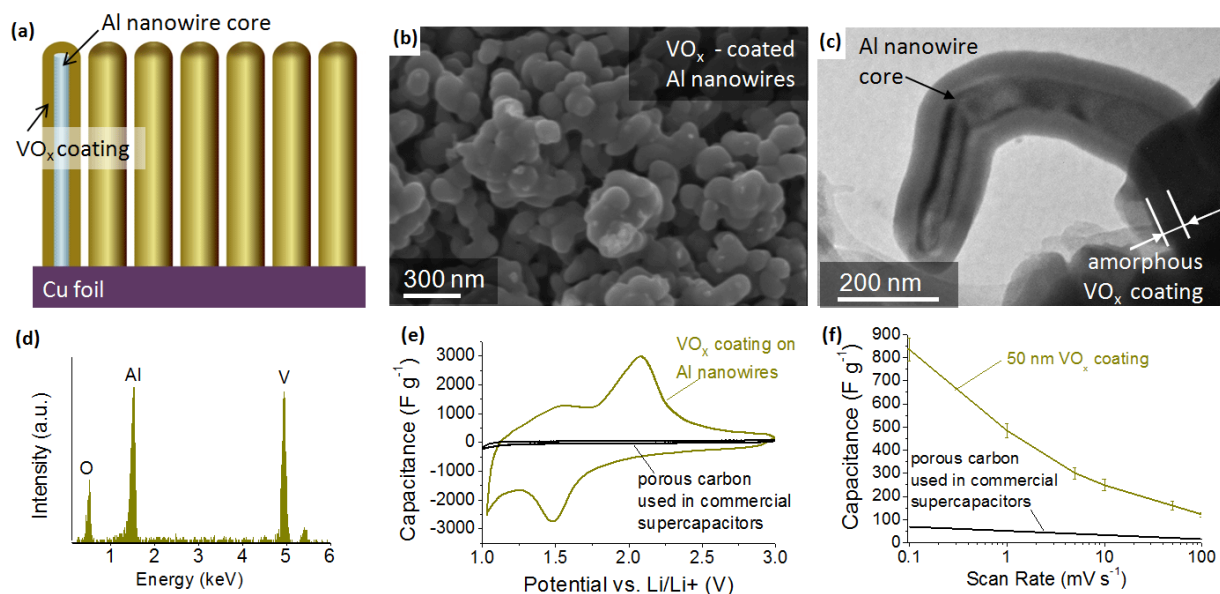 (a)
Al nanowire core
VOx coating
Cu foil
(b)
VOx - coated
Al nanowires
300 nm
(c)
Al nanowire
core
200 nm
amorphous
VOx coating
(d)
Intensity (a.u.)
O
Al
V
1 2 3 4 5 6
Energy (keV)
(e)
Capacitance (F g-1)
3000
2000
1000
0
-1000
-2000
-3000
VOx coating on
Al nanowires
porous carbon
used in commercial
supercapacitors
1.0 1.5 2.0 2.5 3.0
Potential vs. Li/Li+ (V)
(f)
Capacitance (F g-1)
900
800
700
600
500
400
300
200
100
0
50 nm VOx coating
porous carbon
used in commercial
supercapacitors
0.1 1 10 100
Scan Rate (mV s-1)